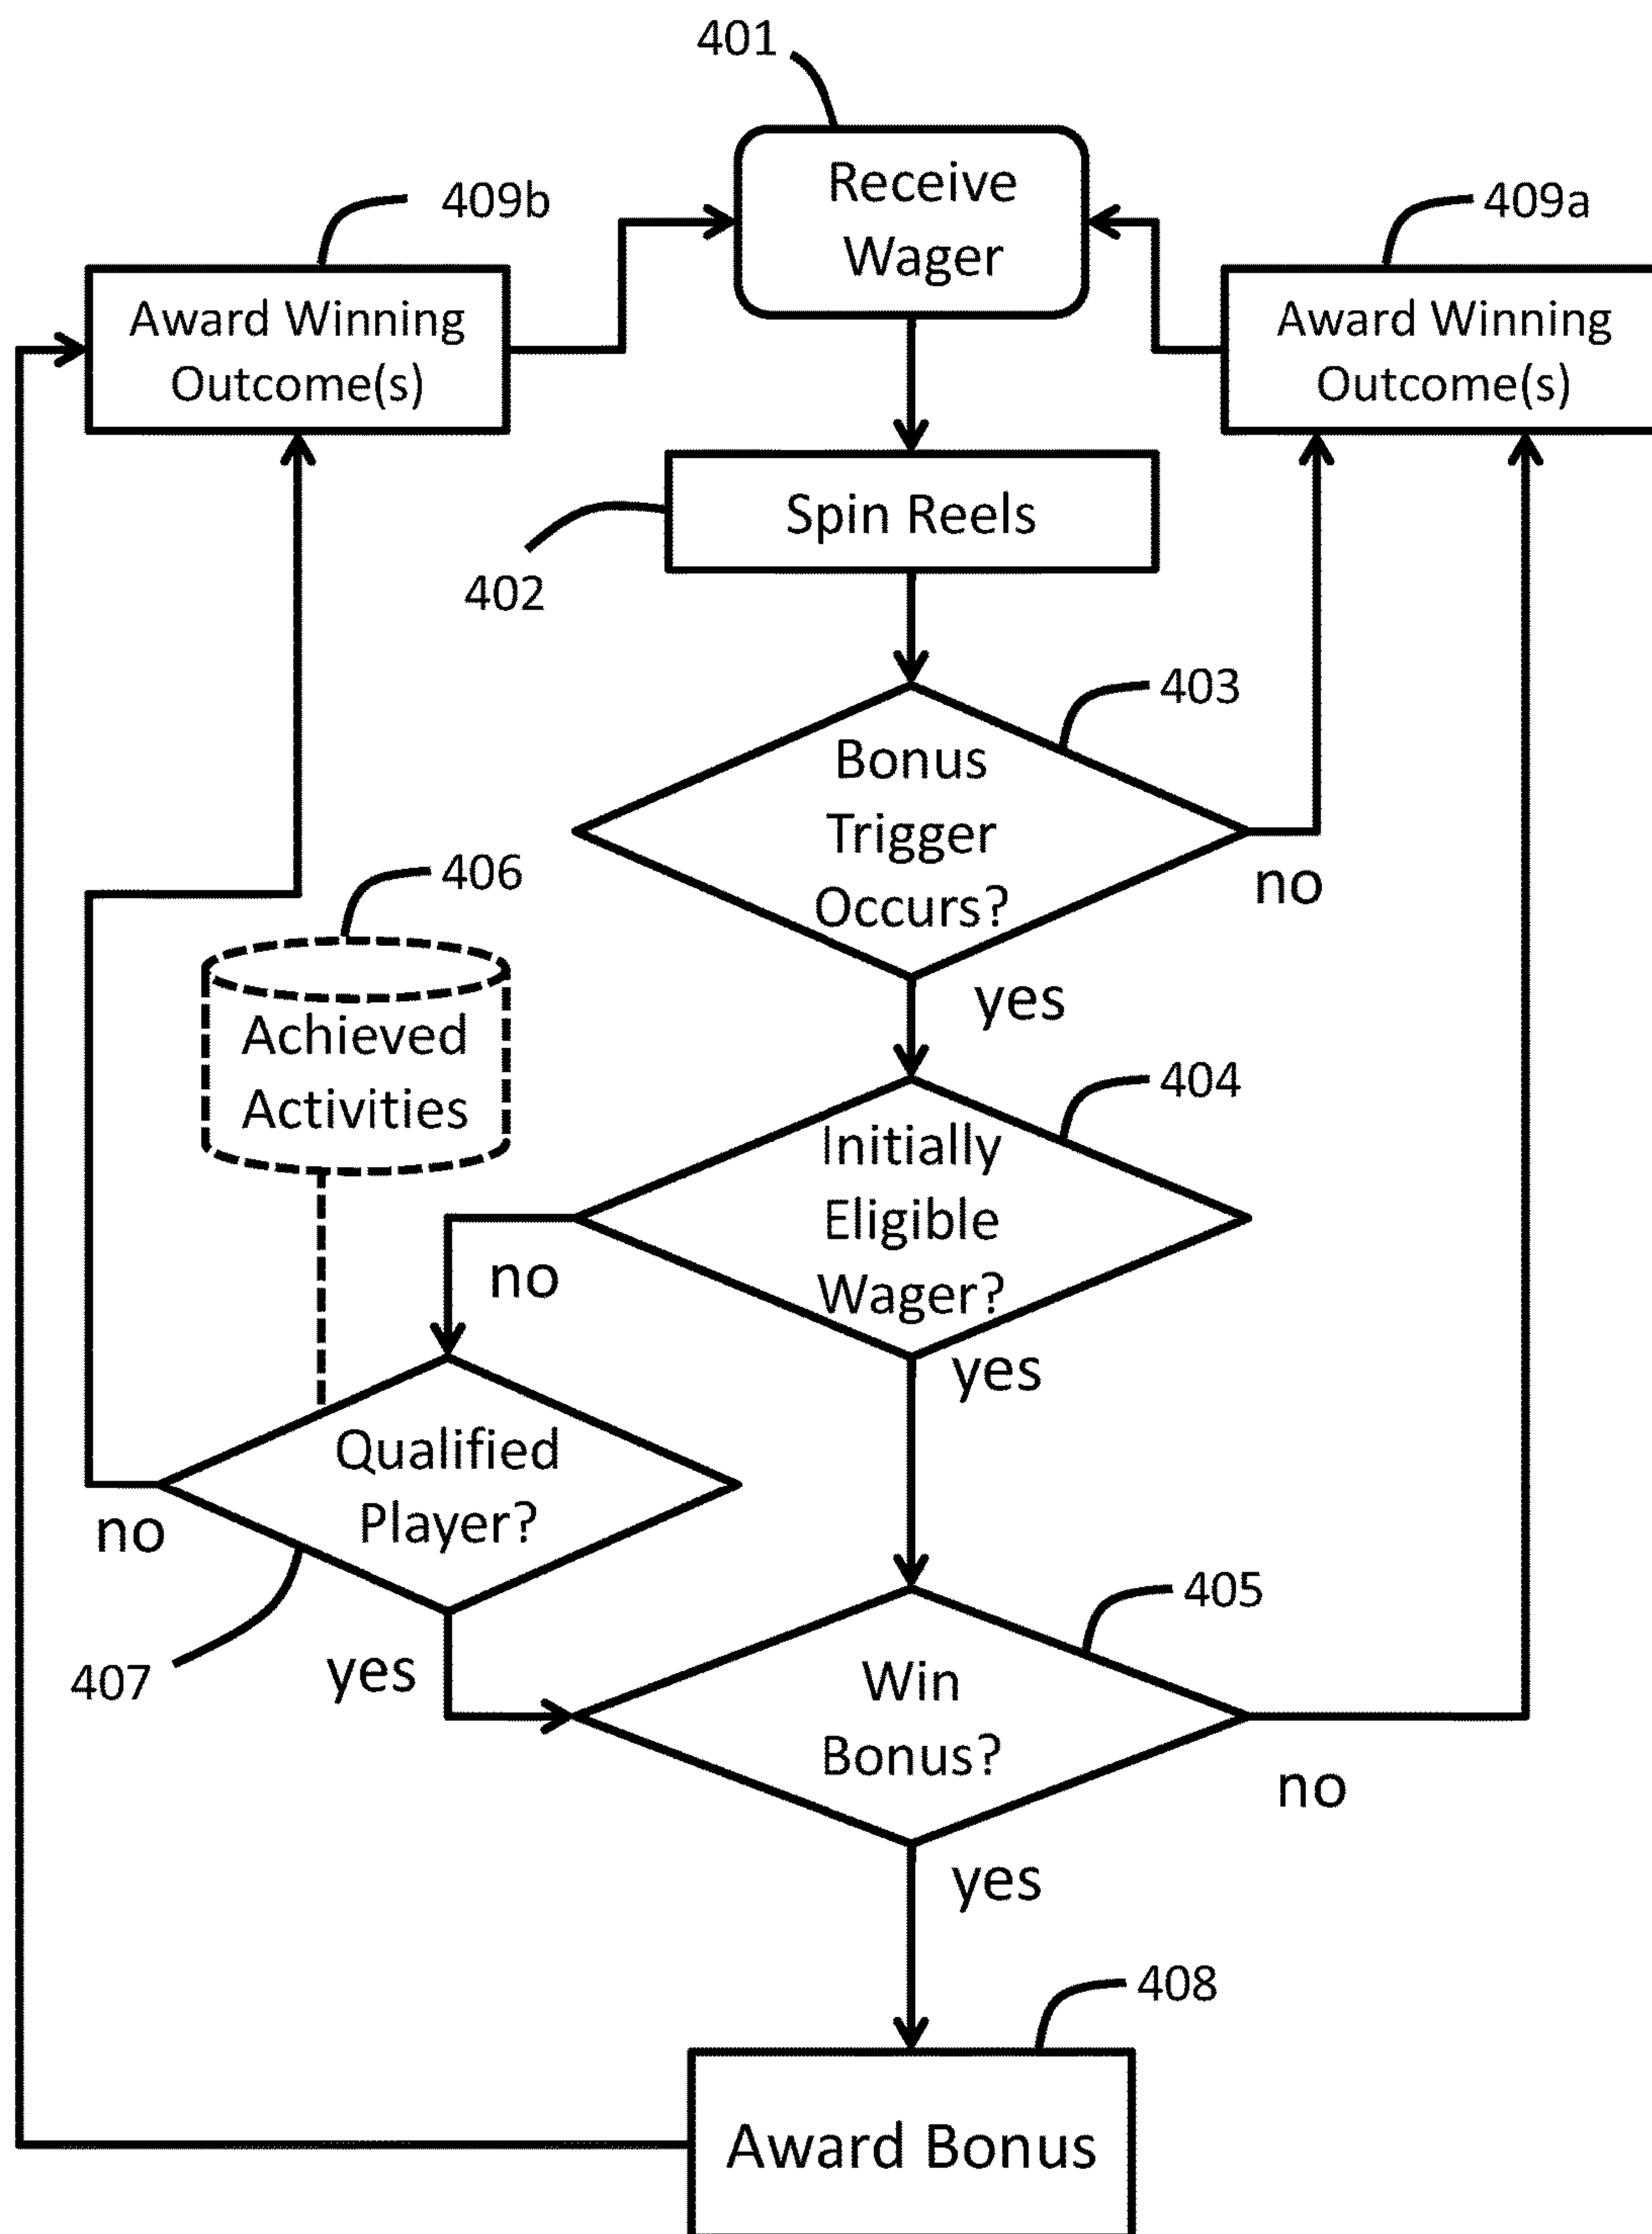 401
Receive
Wager
409b
409a
Award Winning
Outcome(s)
Award Winning
Outcome(s)
Spin Reels
402
403
Bonus
Trigger
Occurs?
no
406
yes
Achieved
Activities
404
Initially
Eligible
Wager?
no
yes
Qualified
Player?
no
405
407
yes
Win
Bonus?
no
yes
408
Award Bonus